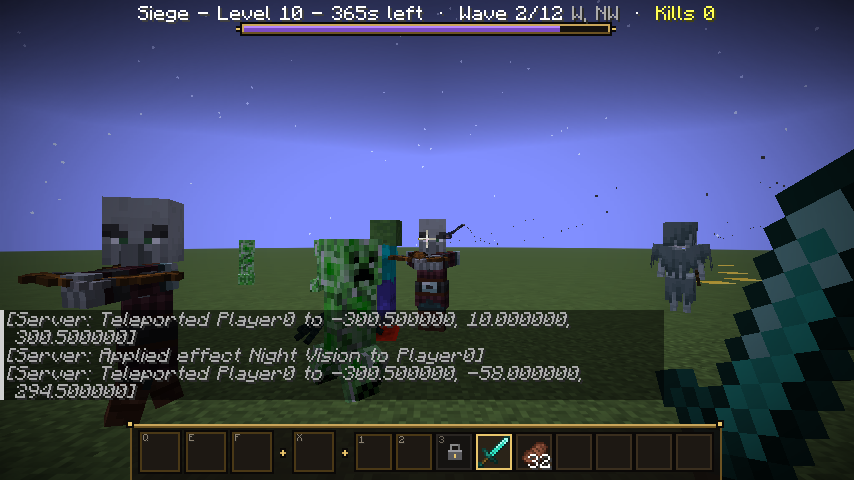 Siege - Level 10 - 365s left · Wave 2/12 W, NW · Kills 0
[Server: Teleported Player0 to -300.500000, 10.000000,
300.500000]
[Server: Applied effect Night Vision to Player0]
[Server: Teleported Player0 to -300.500000, -59.000000,
294.500000]
Q E F X 1 2 3
32